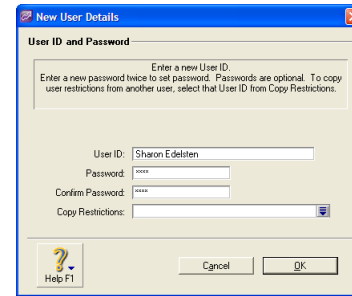 New User Details
User ID and Password
Enter a new User ID.
Enter a new password twice to set password. Passwords are optional. To copy
user restrictions from another user, select that User ID from Copy Restrictions.
User ID: Sharon Edelsten
Password: ××××
Confirm Password: ××××
Copy Restrictions:
Help F1
Cancel
OK